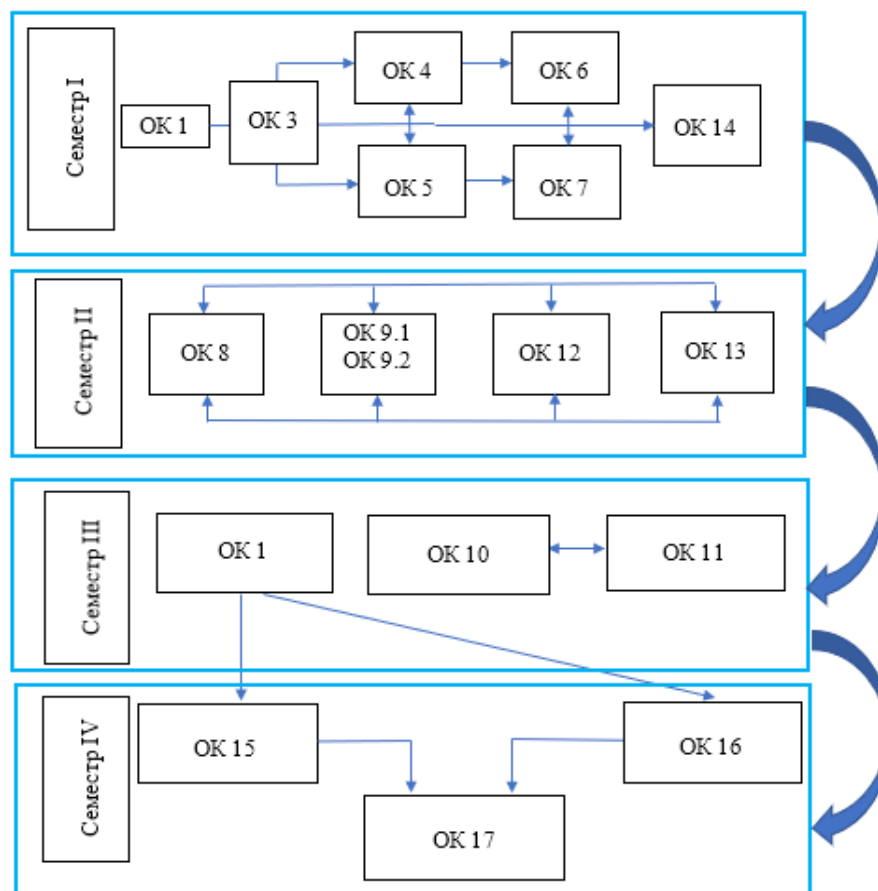 Семестр І
ОК 1
ОК 3
ОК 4
ОК 6
ОК 14
ОК 5
ОК 7
Семестр ІІ
ОК 8
ОК 9.1
ОК 9.2
ОК 12
ОК 13
Семестр ІІІ
ОК 1
ОК 10
ОК 11
Семестр IV
ОК 15
ОК 16
ОК 17